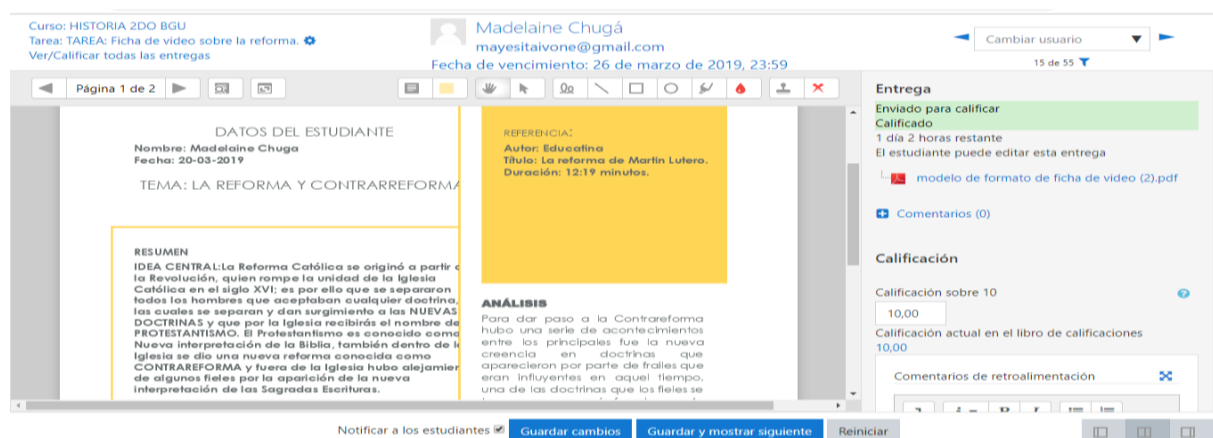 Curso: HISTORIA 2DO BGU
Tarea: TAREA: Ficha de video sobre la reforma.
Ver/Calificar todas las entregas
Madelaine Chugá
mayesitaivone@gmail.com
Fecha de vencimiento: 26 de marzo de 2019, 23:59
Cambiar usuario
15 de 55
Página 1 de 2
DATOS DEL ESTUDIANTE
Nombre: Madelaine Chuga
Fecha: 20-03-2019
TEMA: LA REFORMA Y CONTRARREFORMA
RESUMEN
IDEA CENTRAL:La Reforma Católica se originó a partir
la Revolución, quien rompe la unidad de la Iglesia
Católica en el siglo XVI; es por ello que se separaron
todos los hombres que aceptaban cualquier doctrina,
las cuales se separan y dan surgimiento a las NUEVAS
DOCTRINAS y que por la Iglesia recibirás el nombre de
PROTESTANTISMO. El Protestantismo es conocido como
Nueva interpretación de la Biblia, también dentro de
Iglesia se dio una nueva reforma conocida como
CONTRAREFORMA y fuera de la Iglesia hubo alejamier
de algunos fieles por la aparición de la nueva
interpretación de las Sagradas Escrituras.
REFERENCIA:
Autor: Educatina
Título: La reforma de Martin Lutero.
Duración: 12:19 minutos.
ANÁLISIS
Para dar paso a la Contrareforma
hubo una serie de acontecimientos
entre los principales fue la nueva
creencia en doctrinas que
aparecieron por parte de frailes que
eran influyentes en aquel tiempo,
una de las doctrinas que los fieles se
Entrega
Enviado para calificar
Calificado
1 día 2 horas restante
El estudiante puede editar esta entrega
modelo de formato de ficha de video (2).pdf
Comentarios (0)
Calificación
Calificación sobre 10
10,00
Calificación actual en el libro de calificaciones
10,00
Comentarios de retroalimentación
Notificar a los estudiantes
Guardar cambios
Guardar y mostrar siguiente
Reiniciar